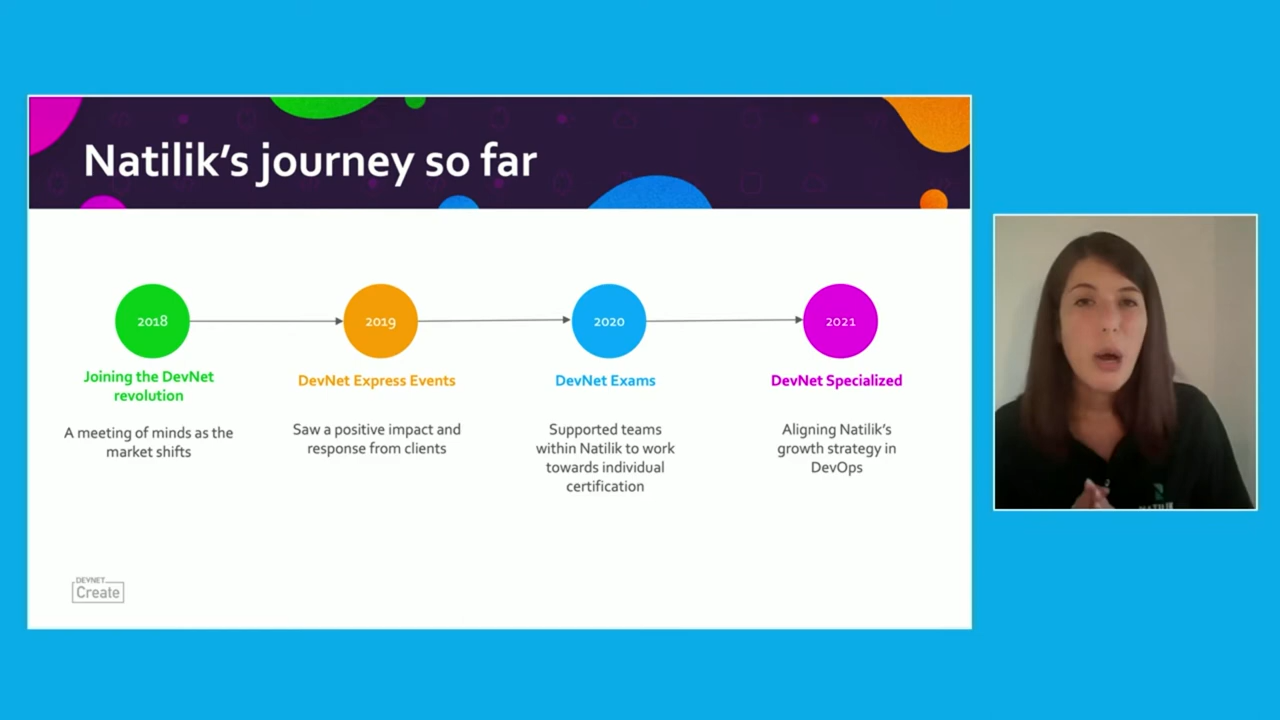 Natilik's journey so far
2018
2019
2020
2021
Joining the DevNet
revolution
DevNet Express Events
DevNet Exams
DevNet Specialized
A meeting of minds as the
market shifts
Saw a positive impact and
response from clients
Supported teams
within Natilik to work
towards individual
certification
Aligning Natilik's
growth strategy in
DevOps
DEVNET
Create